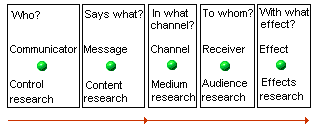 Who?
Communicator
Control
research
Says what?
Message
Content
research
In what
channel?
Channel
Medium
research
To whom?
Receiver
Audience
research
With what
effect?
Effect
Effects
research